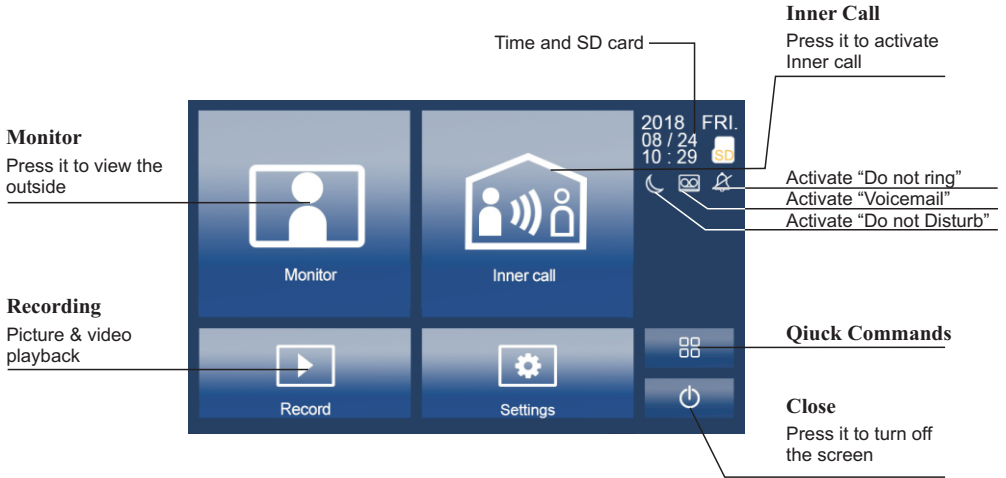 Inner Call
Press it to activate
Inner call
Time and SD card
Monitor
Press it to view the
outside
2018 FRI.
08 / 24
10 : 29
SD
Activate “Do not ring”
Activate “Voicemail”
Activate “Do not Disturb”
Monitor
Inner call
Recording
Picture & video
playback
Qiuck Commands
Record
Settings
Close
Press it to turn off
the screen